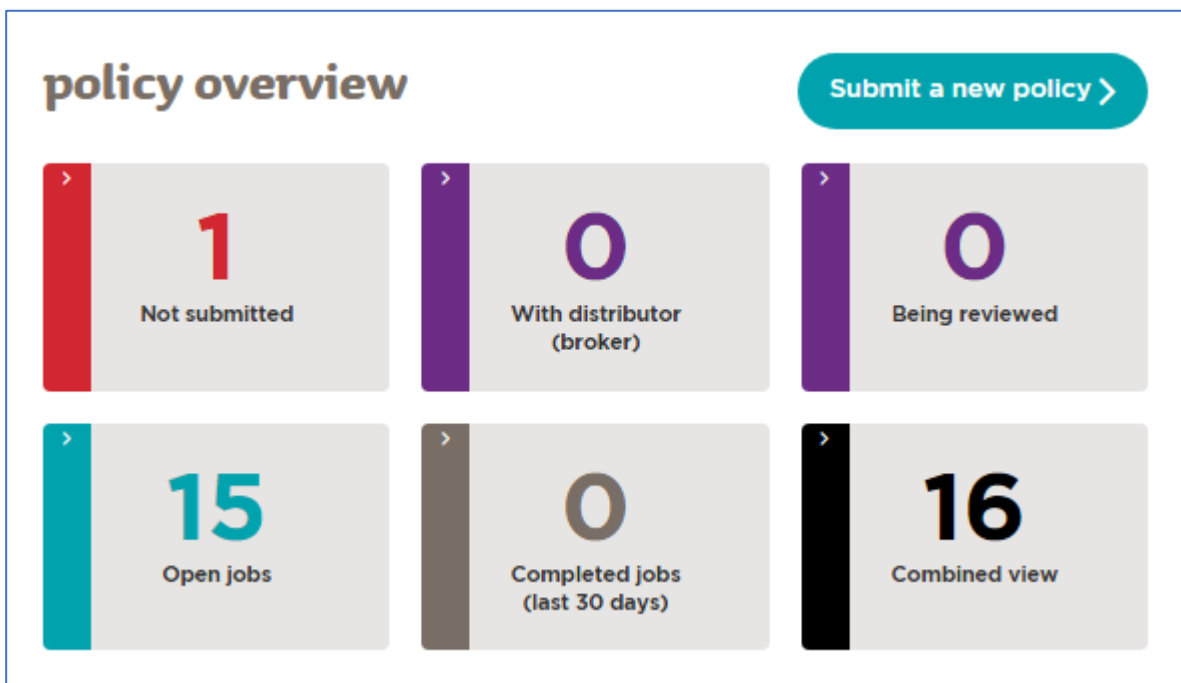 policy overview
Submit a new policy
1
Not submitted
0
With distributor
(broker)
0
Being reviewed
15
Open jobs
0
Completed jobs
(last 30 days)
16
Combined view